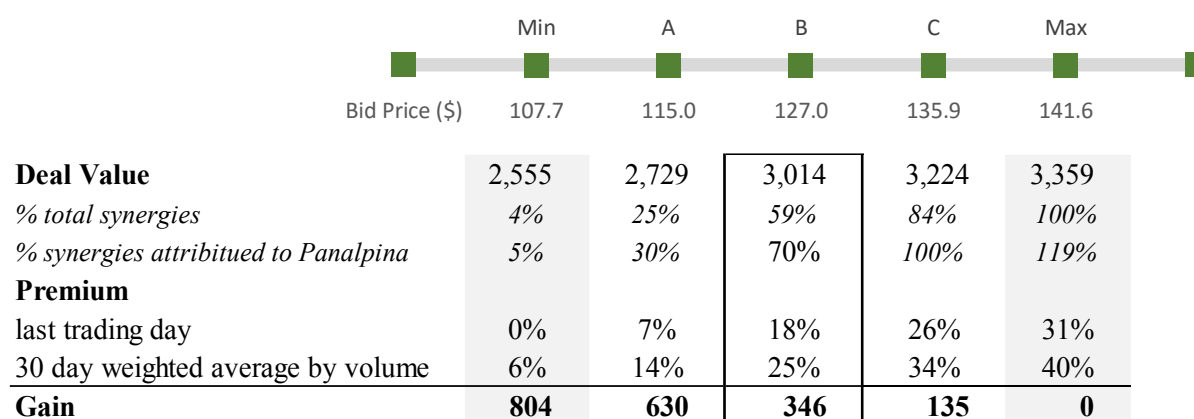 Min A B C Max
Bid Price ($) 107.7 115.0 127.0 135.9 141.6
Deal Value 2,555 2,729 3,014 3,224 3,359
% total synergies 4% 25% 59% 84% 100%
% synergies attribitued to Panalpina 5% 30% 70% 100% 119%
Premium
last trading day 0% 7% 18% 26% 31%
30 day weighted average by volume 6% 14% 25% 34% 40%
Gain 804 630 346 135 0